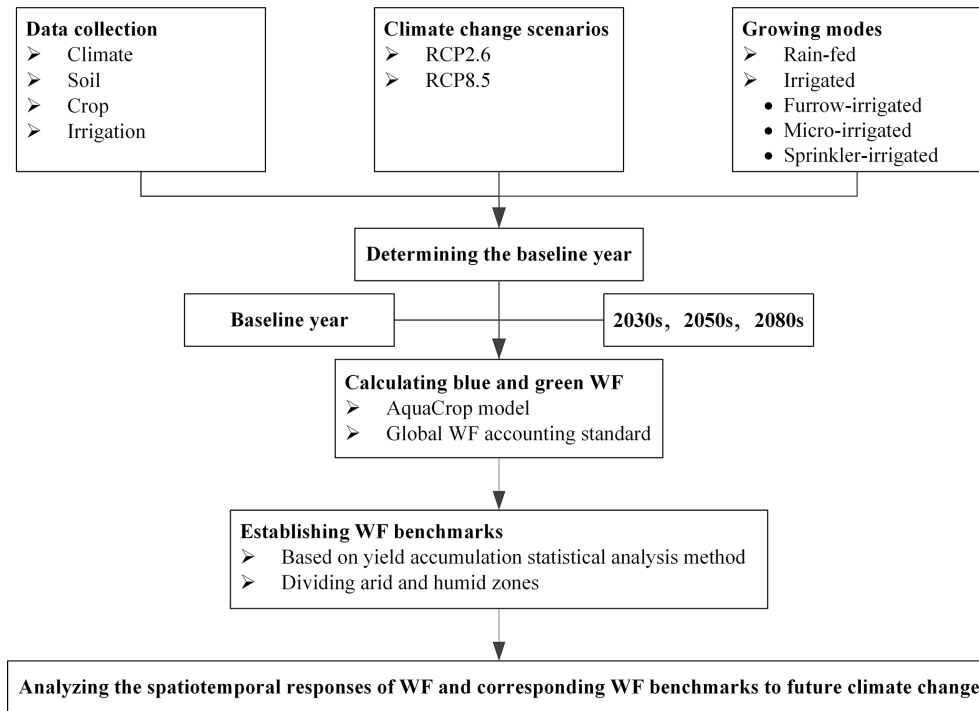 Data collection
➢ Climate
➢ Soil
➢ Crop
➢ Irrigation
Climate change scenarios
➢ RCP2.6
➢ RCP8.5
Growing modes
➢ Rain-fed
➢ Irrigated
• Furrow-irrigated
• Micro-irrigated
• Sprinkler-irrigated
Determining the baseline year
Baseline year
2030s, 2050s, 2080s
Calculating blue and green WF
➢ AquaCrop model
➢ Global WF accounting standard
Establishing WF benchmarks
➢ Based on yield accumulation statistical analysis method
➢ Dividing arid and humid zones
Analyzing the spatiotemporal responses of WF and corresponding WF benchmarks to future climate change